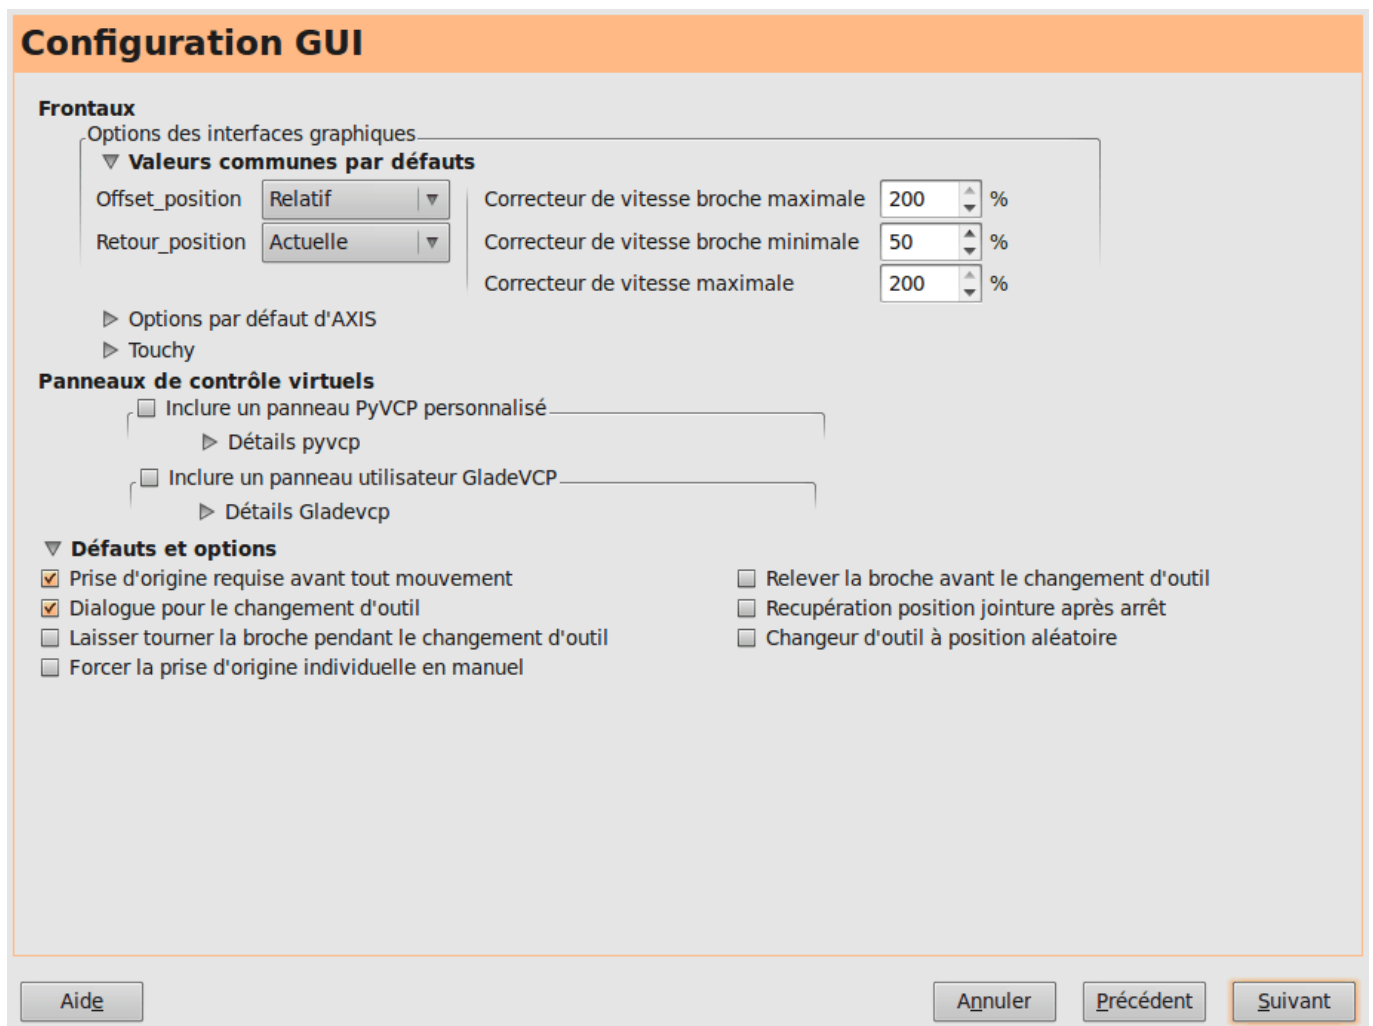 Configuration GUI
Frontaux
Options des interfaces graphiques
Valeurs communes par défauts
Offset_position Relatif Correcteur de vitesse broche maximale 200 %
Retour_position Actuelle Correcteur de vitesse broche minimale 50 %
Correcteur de vitesse maximale 200 %
Options par défaut d'AXIS
Touchy
Panneaux de contrôle virtuels
Inclure un panneau PyVCP personnalisé
Détails pyvcp
Inclure un panneau utilisateur GladeVCP
Détails Gladevcp
Défauts et options
Prise d'origine requise avant tout mouvement Relever la broche avant le changement d'outil
Dialogue pour le changement d'outil Recupération position jointure après arrêt
Laisser tourner la broche pendant le changement d'outil Changeur d'outil à position aléatoire
Forcer la prise d'origine individuelle en manuel
Aide Annuler Précédent Suivant